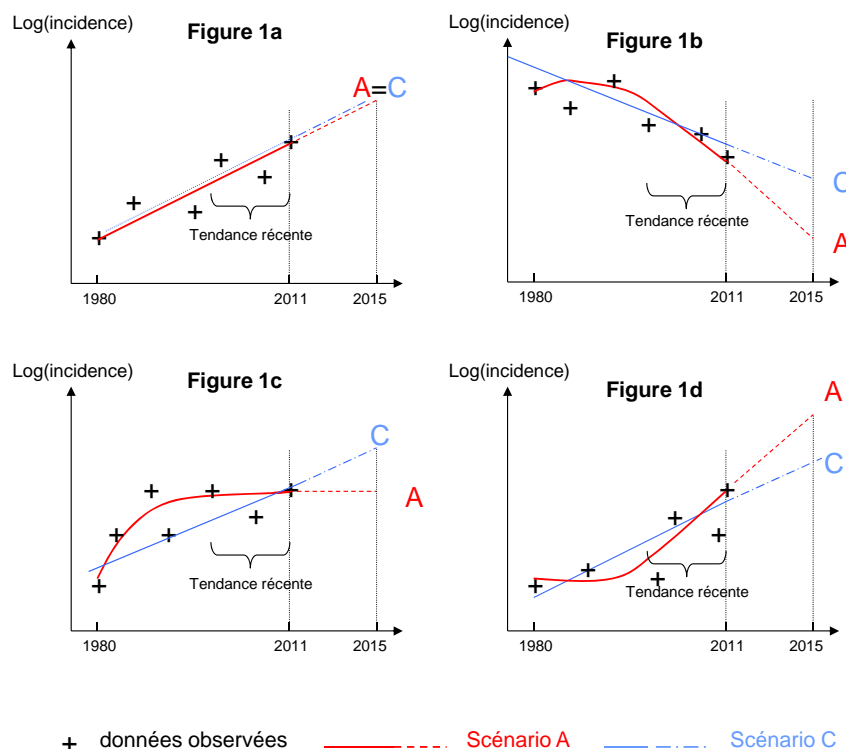 Log(incidence)
Figure 1a
A=C
Tendance récente
1980
2011
2015
Log(incidence)
Figure 1b
C
A
Tendance récente
1980
2011
2015
Log(incidence)
Figure 1c
C
A
Tendance récente
1980
2011
2015
Log(incidence)
Figure 1d
A
C
Tendance récente
1980
2011
2015
+ données observées Scénario A Scénario C